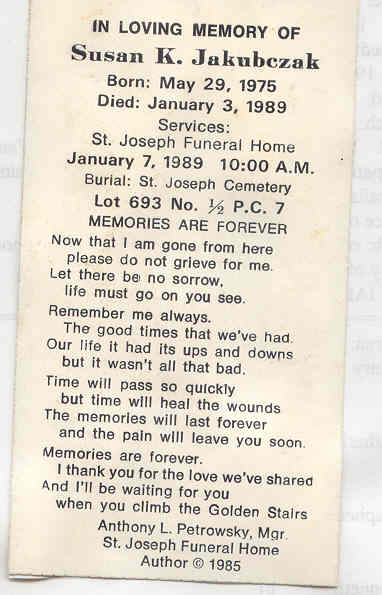 IN LOVING MEMORY OF
Susan K. Jakubczak
Born: May 29, 1975
Died: January 3, 1989
Services:
St. Joseph Funeral Home
January 7, 1989 10:00 A.M.
Burial: St. Joseph Cemetery
Lot 693 No. ½ P.C. 7
MEMORIES ARE FOREVER
Now that I am gone from here
please do not grieve for me.
Let there be no sorrow,
life must go on you see.
Remember me always.
The good times that we've had.
Our life it had its ups and downs
but it wasn't all that bad.
Time will pass so quickly
but time will heal the wounds
The memories will last forever
and the pain will leave you soon.
Memories are forever.
I thank you for the love we've shared
And I'll be waiting for you
when you climb the Golden Stairs
Anthony L. Petrowsky, Mgr.
St. Joseph Funeral Home
Author © 1985